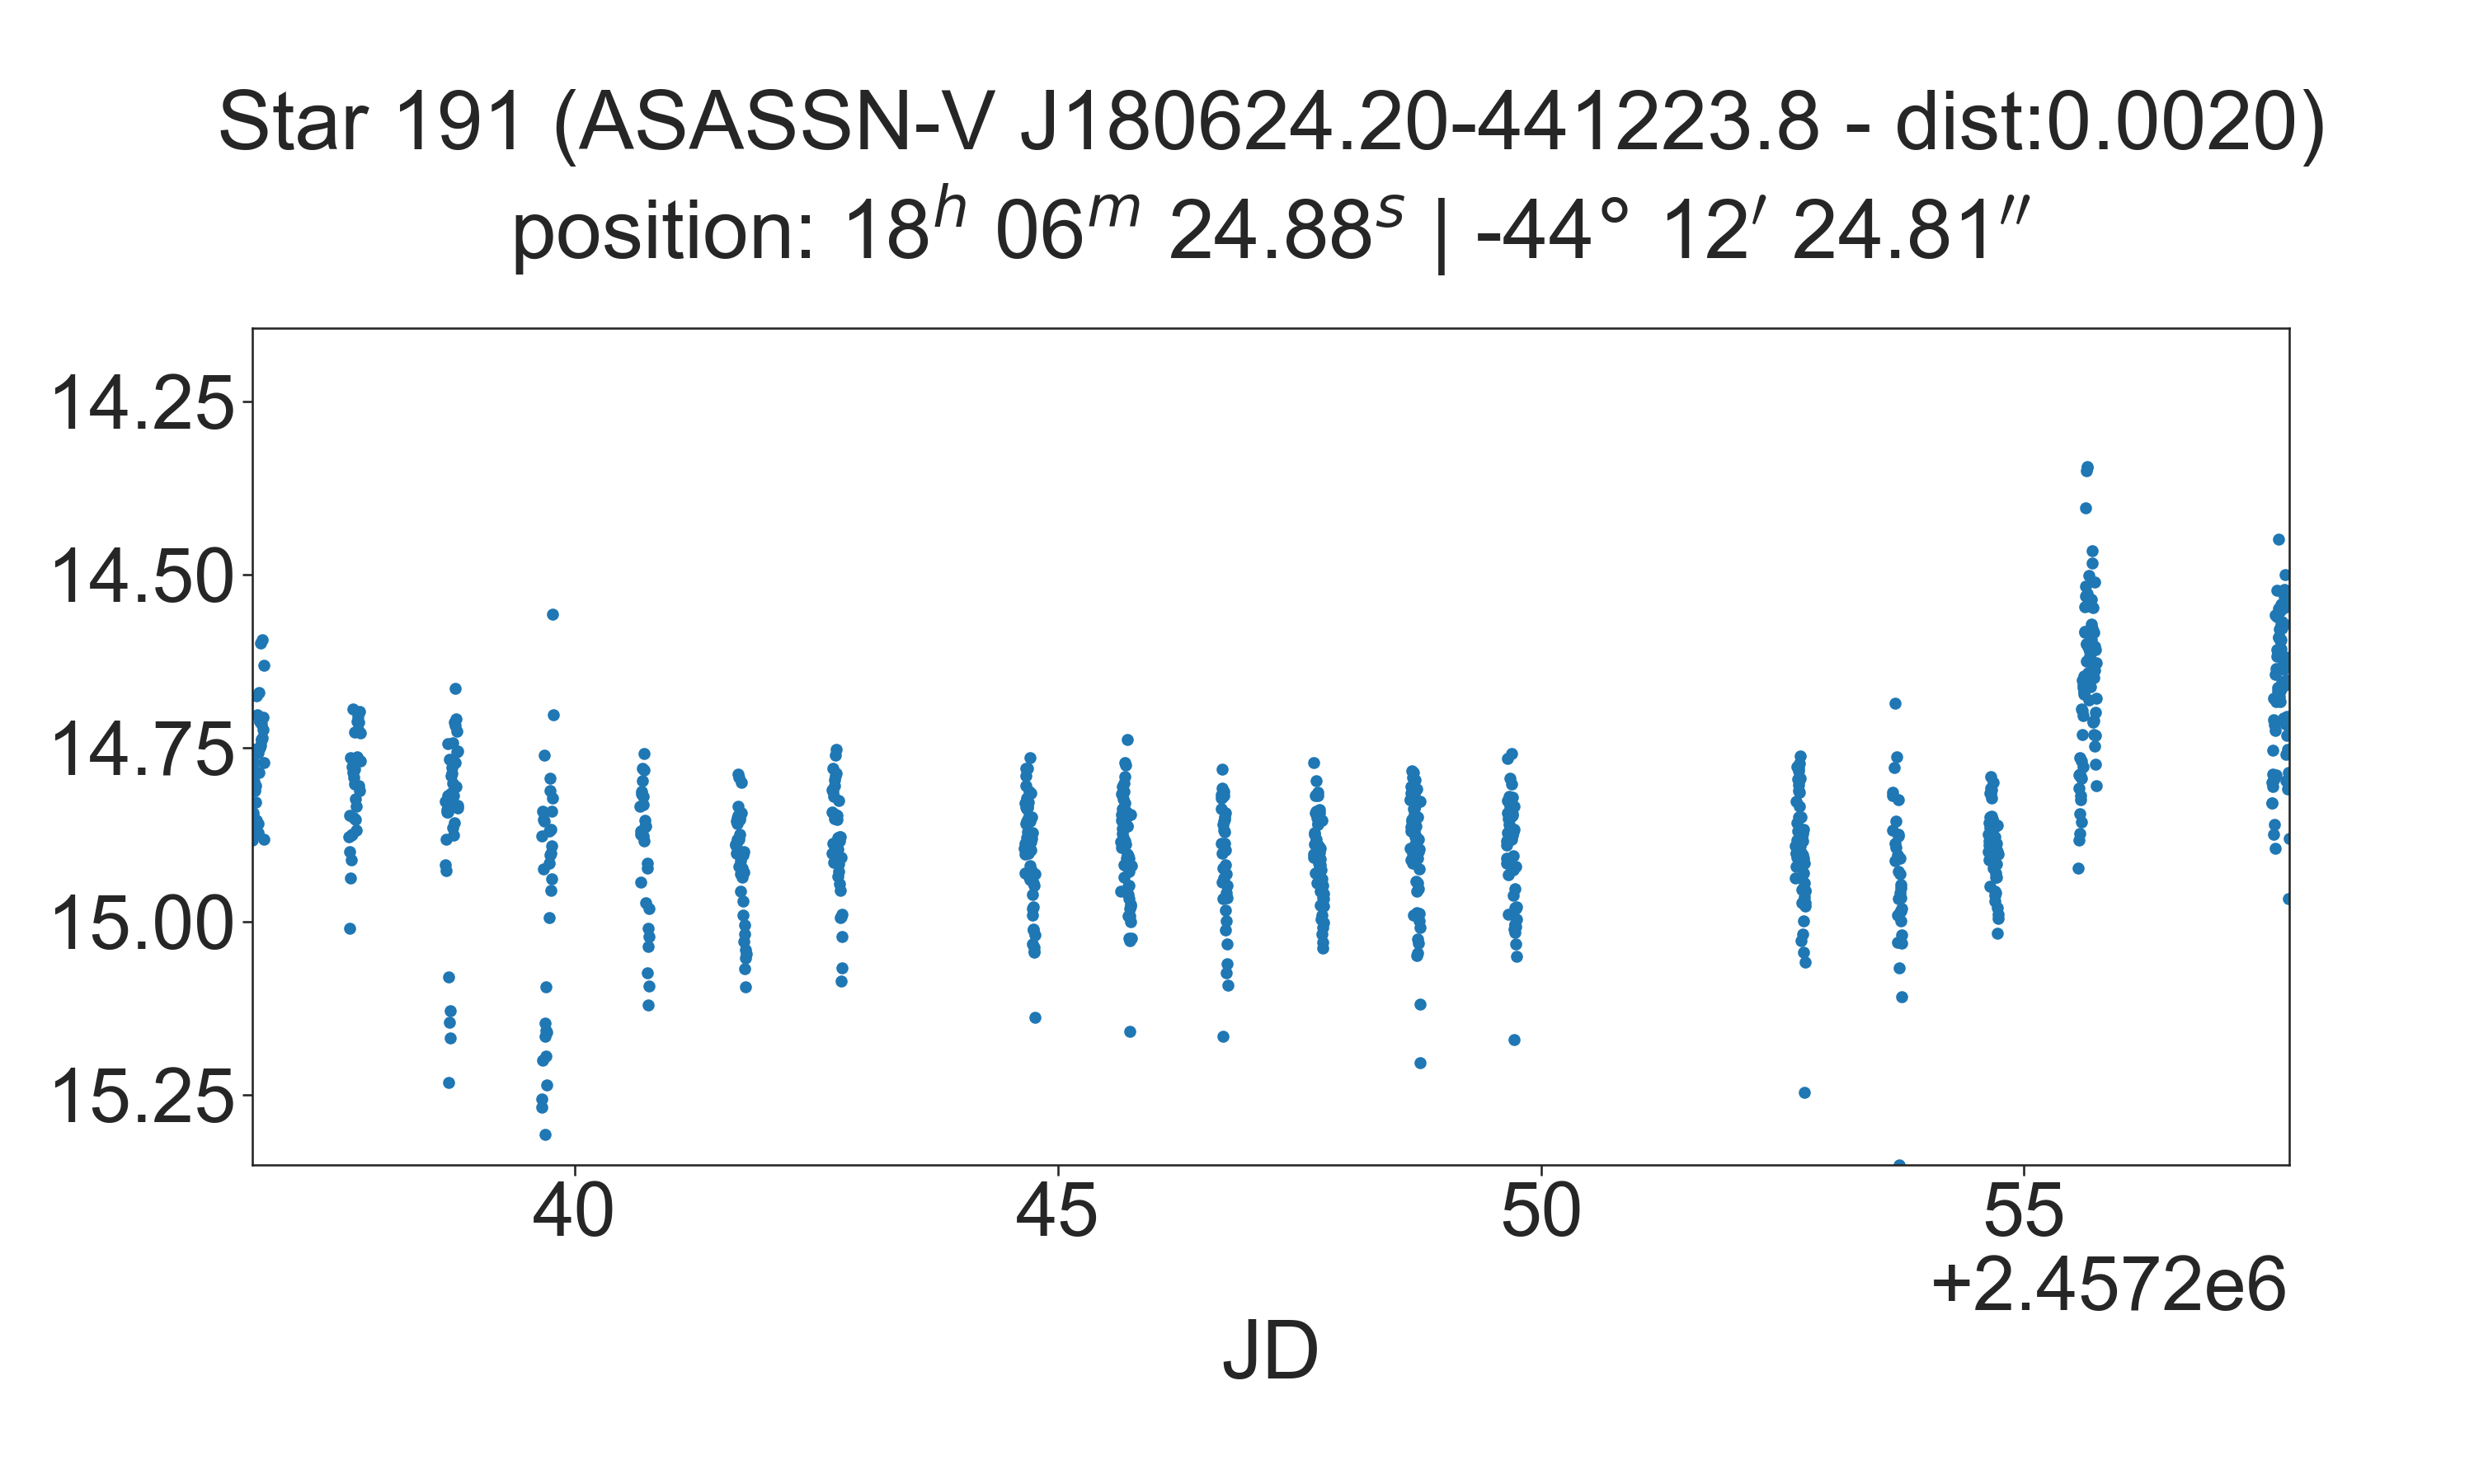 Star 191 (ASASSN-V J180624.20-441223.8 - dist:0.0020)
position: 18h 06m 24.88s | -44° 12′ 24.81′′
14.25
14.50
14.75
15.00
15.25
40 45 50 55
+2.4572e6
JD